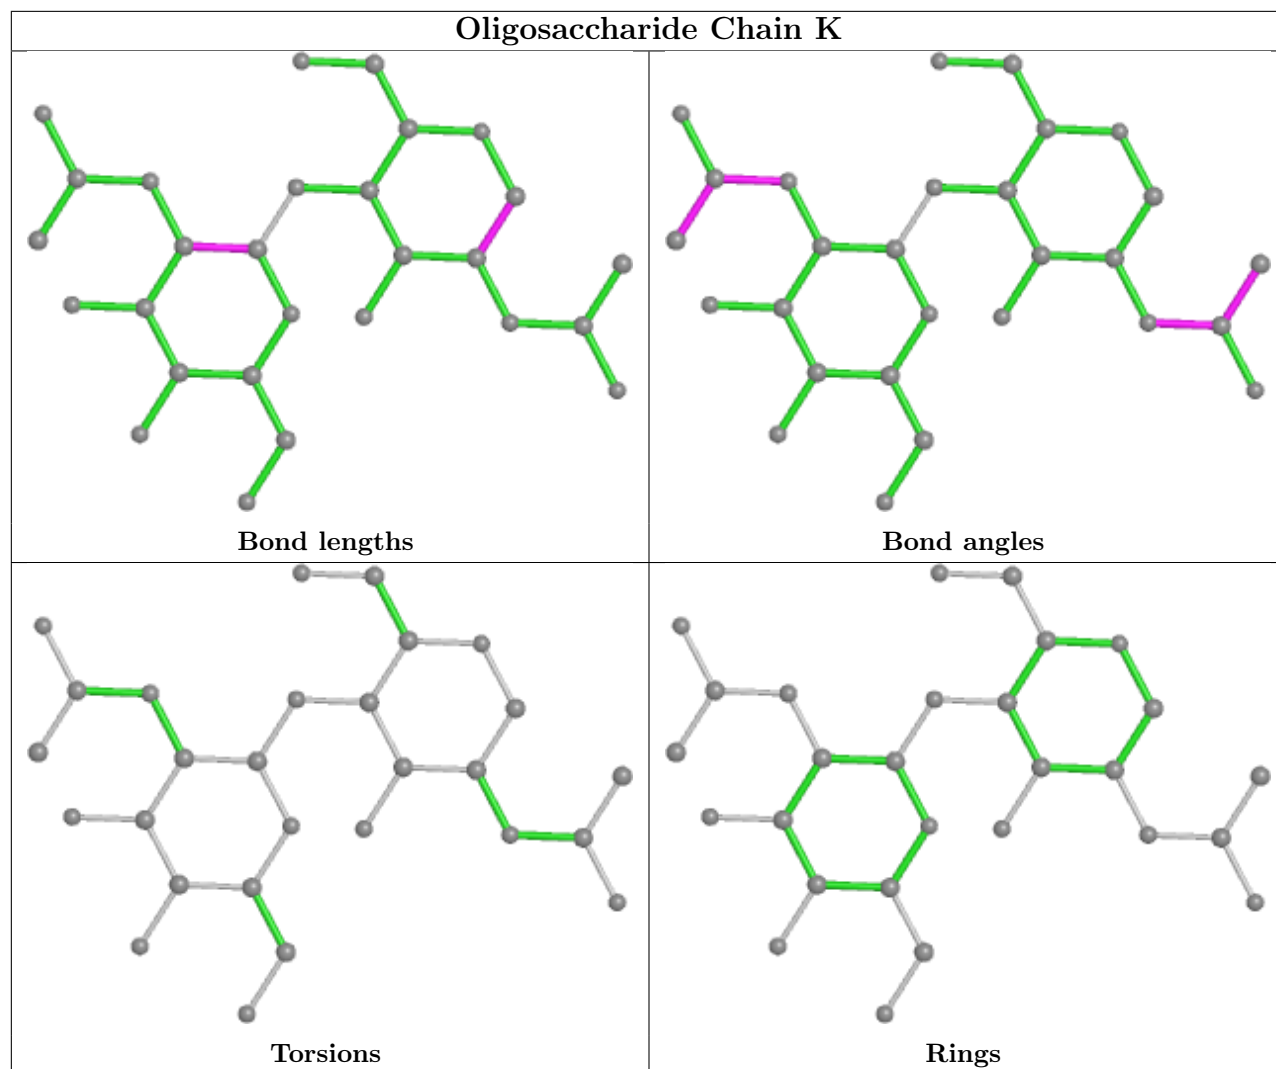 Oligosaccharide Chain K
Bond lengths
Bond angles
Torsions
Rings